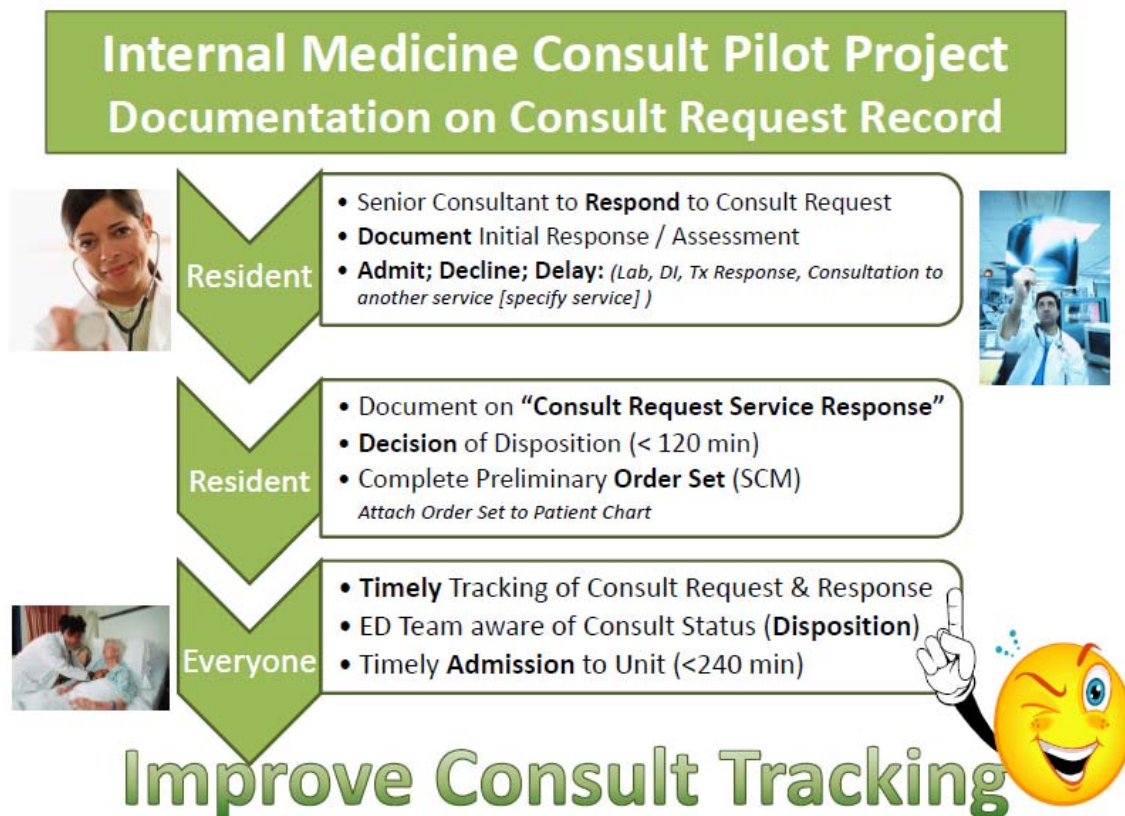 Internal Medicine Consult Pilot Project
Documentation on Consult Request Record
Resident
• Senior Consultant to Respond to Consult Request
• Document Initial Response / Assessment
• Admit; Decline; Delay: (Lab, DI, Tx Response, Consultation to
another service [specify service] )
Resident
• Document on “Consult Request Service Response”
• Decision of Disposition (< 120 min)
• Complete Preliminary Order Set (SCM)
Attach Order Set to Patient Chart
Everyone
• Timely Tracking of Consult Request & Response
• ED Team aware of Consult Status (Disposition)
• Timely Admission to Unit (<240 min)
Improve Consult Tracking